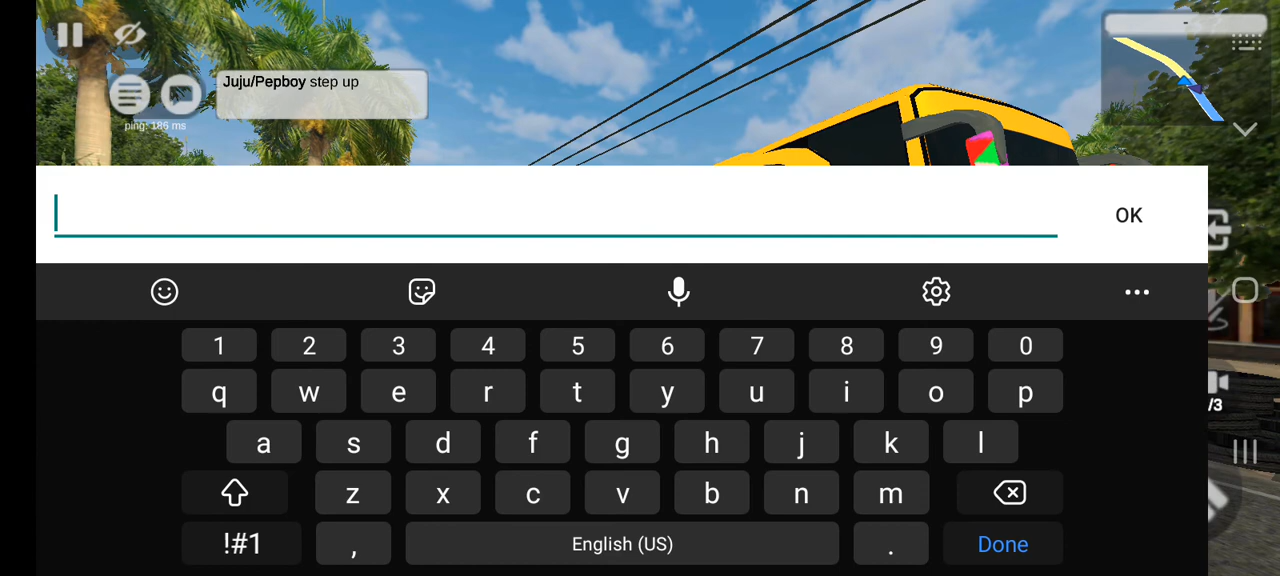 Juju/Pepboy step up
ping: 186 ms
-
OK
1 2 3 4 5 6 7 8 9 0
q w e r t y u i o p
a s d f g h j k l
z x c v b n m
/3
!#1 , English (US) . Done